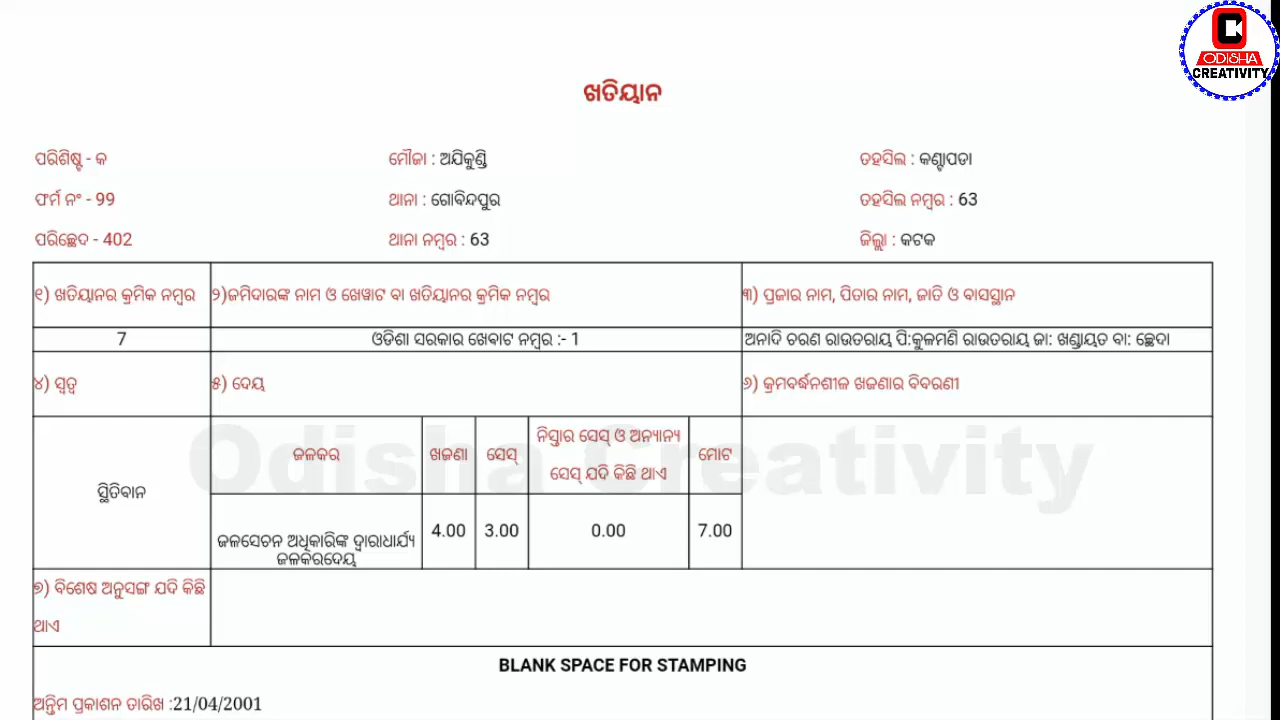 C
ODISHA
CREATIVITY
ଖତିୟାନ
ପରିଶିଷ୍ଟ - କ ମୌଜା : ଅଯିକୁଣ୍ଡି ତହସିଲ : କଣ୍ଟାପଡା
ଫର୍ମ ନଂ - 99 ଥାନା : ଗୋବିନ୍ଦପୁର ତହସିଲ ନମ୍ବର : 63
ପରିଚ୍ଛେଦ - 402 ଥାନା ନମ୍ବର : 63 ଜିଲ୍ଲା : କଟକ
୧) ଖତିୟାନର କ୍ରମିକ ନମ୍ବର ୨)ଜମିଦାରଙ୍କ ନାମ ଓ ଖେୱାଟ ବା ଖତିୟାନର କ୍ରମିକ ନମ୍ବର ୩) ପ୍ରଜାର ନାମ, ପିତାର ନାମ, ଜାତି ଓ ବାସସ୍ଥାନ
7 ଓଡିଶା ସରକାର ଖେଵାଟ ନମ୍ବର :- 1 ଅନାଦି ଚରଣ ରାଉତରାୟ ପି:କୁଳମଣି ରାଉତରାୟ ଜା: ଖଣ୍ଡାୟତ ବା: ଚ୍ଛେଦା
୪) ସ୍ଵତ୍ଵ ୫) ଦେୟ ୬) କ୍ରମବର୍ଦ୍ଧନଶୀଳ ଖଜଣାର ବିବରଣୀ
ଜଳକର ଖଜଣା ସେସ୍ ନିସ୍ତାର ସେସ୍ ଓ ଅନ୍ୟାନ୍ୟ
ସେସ୍ ଯଦି କିଛି ଥାଏ ମୋଟ
ସ୍ଥିତିବାନ ଜଳସେଚନ ଅଧିକାରିଙ୍କ ଦ୍ୱାରାଧାର୍ଯ୍ୟ
ଜଳକରଦେୟ 4.00 3.00 0.00 7.00
୭) ବିଶେଷ ଅନୁସଙ୍ଗ ଯଦି କିଛି
ଥାଏ
BLANK SPACE FOR STAMPING
ଅନ୍ତିମ ପ୍ରକାଶନ ତାରିଖ :21/04/2001
Odisha Creativity